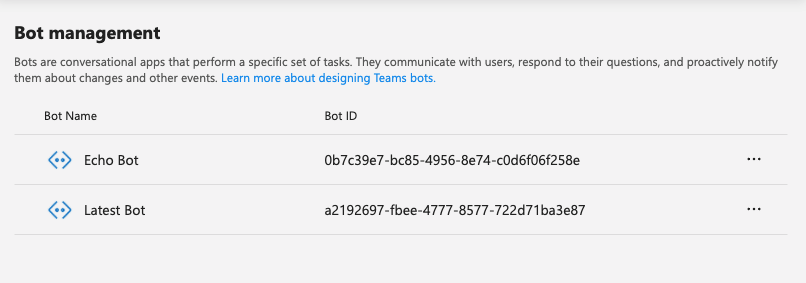 Bot management
Bots are conversational apps that perform a specific set of tasks. They communicate with users, respond to their questions, and proactively notify
them about changes and other events. Learn more about designing Teams bots.
Bot Name Bot ID
Echo Bot 0b7c39e7-bc85-4956-8e74-c0d6f06f258e
Latest Bot a2192697-fbee-4777-8577-722d71ba3e87